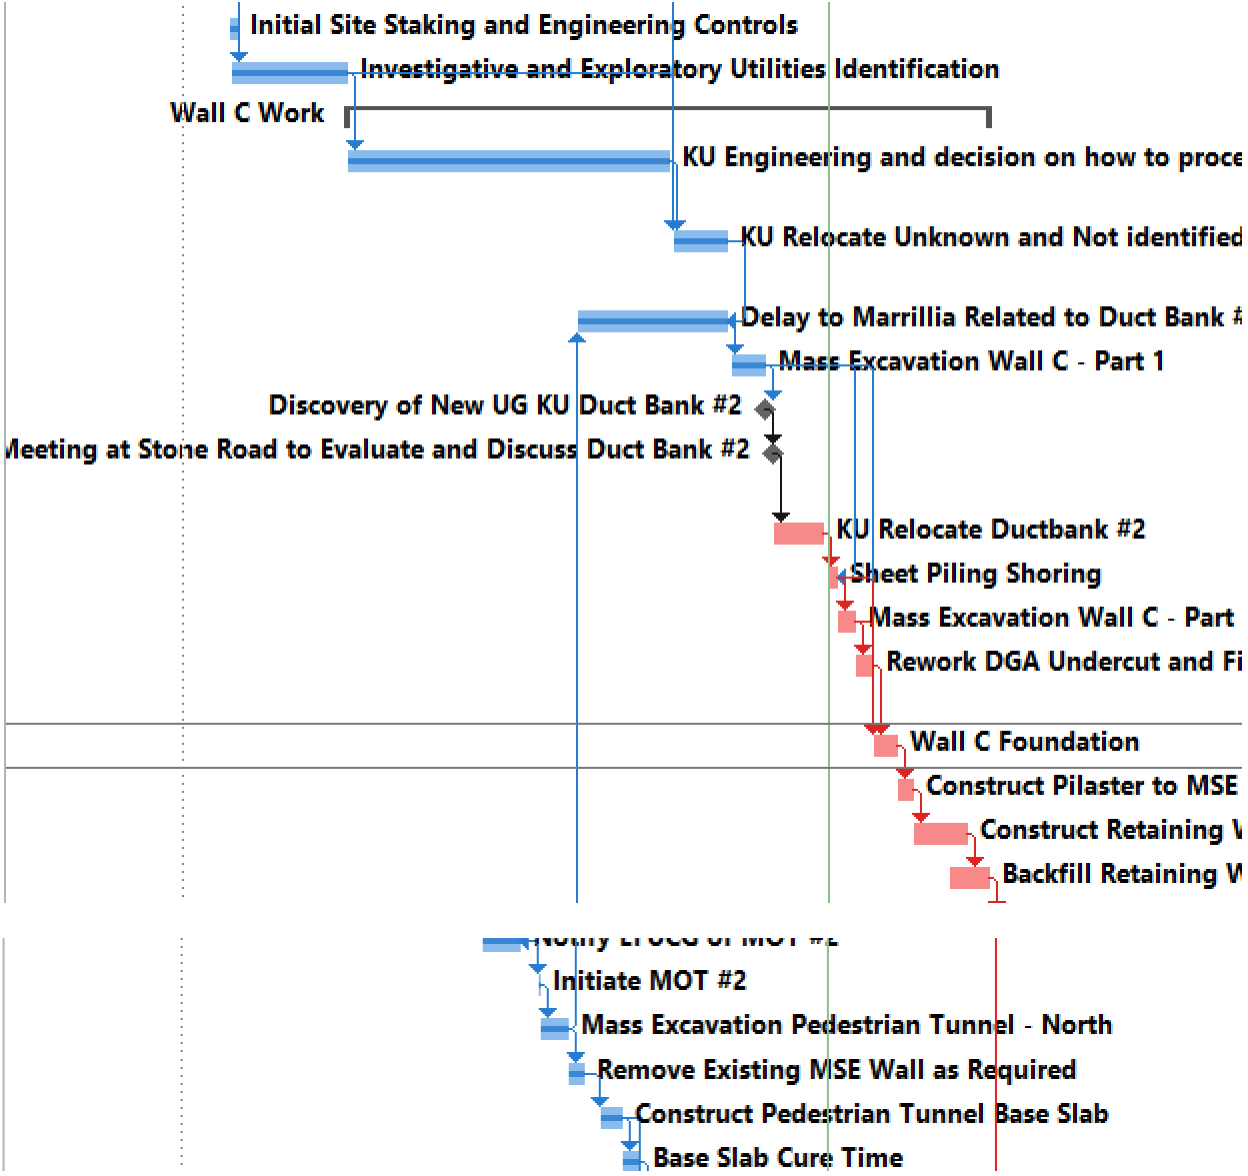 Initial Site Staking and Engineering Controls
Investigative and Exploratory Utilities Identification
Wall C Work
KU Engineering and decision on how to proce
KU Relocate Unknown and Not identified
Delay to Marrillia Related to Duct Bank #
Mass Excavation Wall C - Part 1
Discovery of New UG KU Duct Bank #2
Meeting at Stone Road to Evaluate and Discuss Duct Bank #2
KU Relocate Ductbank #2
Sheet Piling Shoring
Mass Excavation Wall C - Part
Rework DGA Undercut and Fi
Wall C Foundation
Construct Pilaster to MSE
Construct Retaining W
Backfill Retaining W
Notify LFUCG of MOT #2
Initiate MOT #2
Mass Excavation Pedestrian Tunnel - North
Remove Existing MSE Wall as Required
Construct Pedestrian Tunnel Base Slab
Base Slab Cure Time